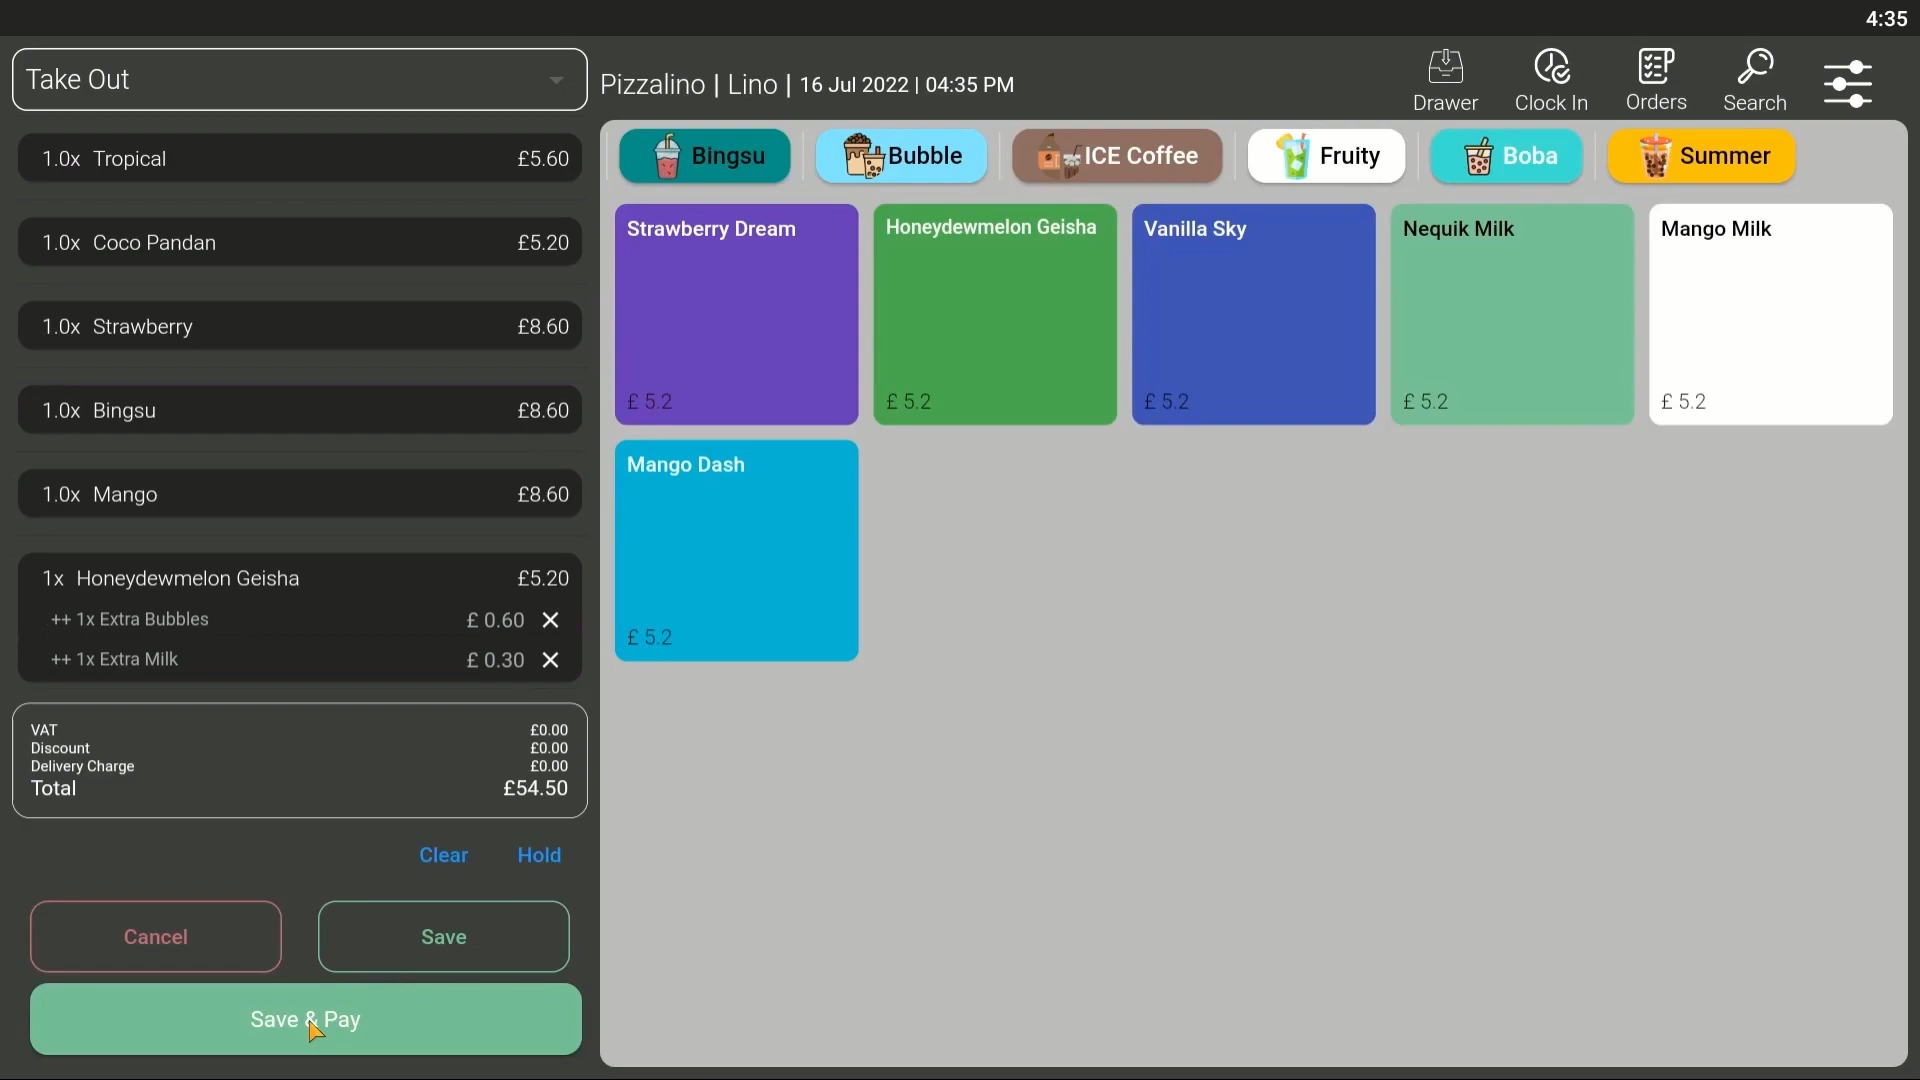 4:35
Take Out
Pizzalino | Lino | 16 Jul 2022 | 04:35 PM
Drawer
Clock In
Orders
Search
1.0x Tropical £5.60
1.0x Coco Pandan £5.20
1.0x Strawberry £8.60
1.0x Bingsu £8.60
1.0x Mango £8.60
1x Honeydewmelon Geisha £5.20
++ 1x Extra Bubbles £ 0.60
++ 1x Extra Milk £ 0.30
VAT £0.00
Discount £0.00
Delivery Charge £0.00
Total £54.50
Clear Hold
Cancel
Save
Save & Pay
Bingsu
Bubble
ICE Coffee
Fruity
Boba
Summer
Strawberry Dream
£ 5.2
Honeydewmelon Geisha
£ 5.2
Vanilla Sky
£ 5.2
Nequik Milk
£ 5.2
Mango Milk
£ 5.2
Mango Dash
£ 5.2